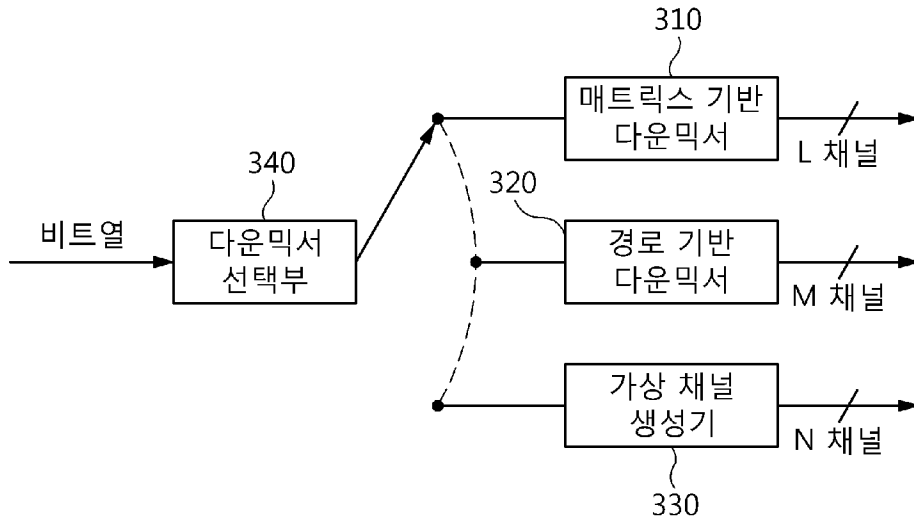 310
매트릭스 기반
다운믹서
L 채널
340
320
비트열
다운믹서
선택부
경로 기반
다운믹서
M 채널
가상 채널
생성기
N 채널
330